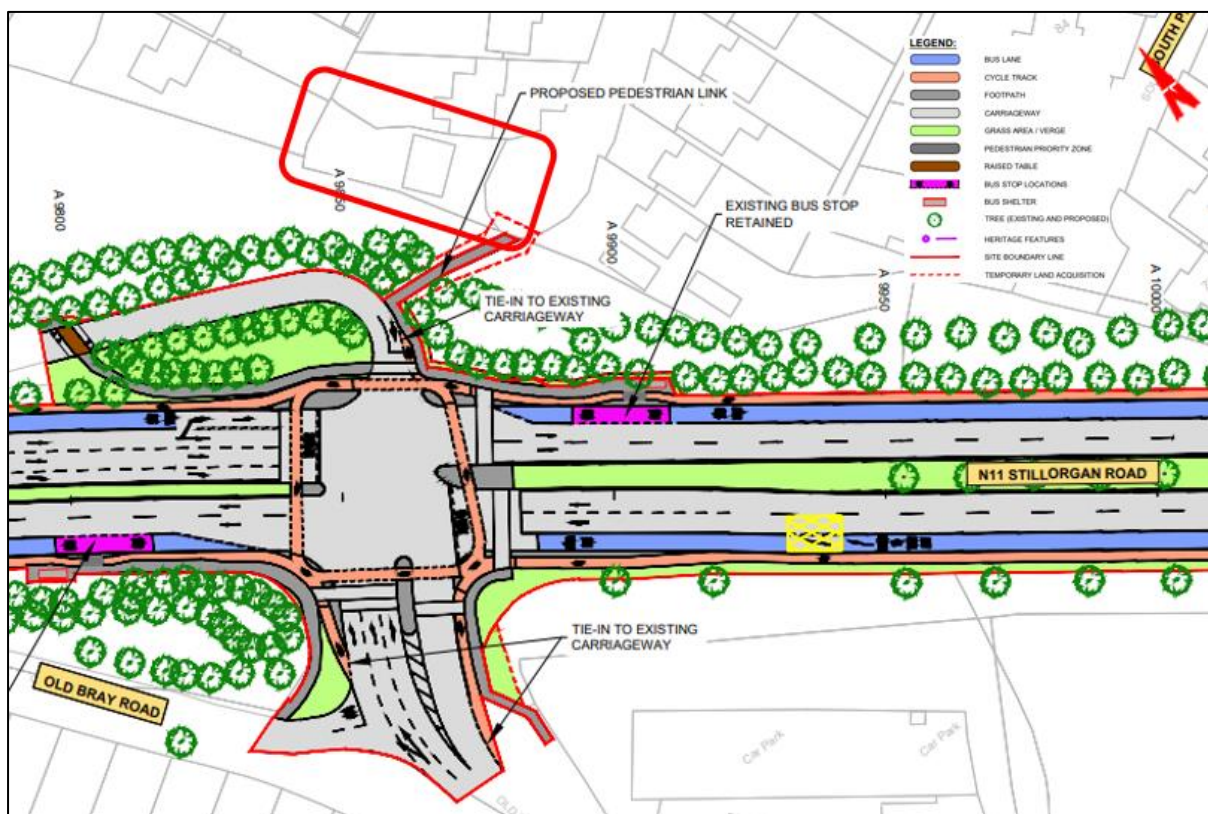 84
SOUTH P
LEGEND:
BUS LANE
CYCLE TRACK
FOOTPATH
CARRIAGEWAY
GRASS AREA / VERGE
PEDESTRIAN PRIORITY ZONE
RAISED TABLE
BUS STOP LOCATIONS
BUS SHELTER
TREE (EXISTING AND PROPOSED)
HERITAGE FEATURES
SITE BOUNDARY LINE
TEMPORARY LAND ACQUISITION
PROPOSED PEDESTRIAN LINK
EXISTING BUS STOP
RETAINED
A 9800
A 9850
A 9900
A 9950
A 10000
TIE-IN TO EXISTING
CARRIAGEWAY
N11 STILLORGAN ROAD
TIE-IN TO EXISTING
CARRIAGEWAY
OLD BRAY ROAD
Car Park
Car Park